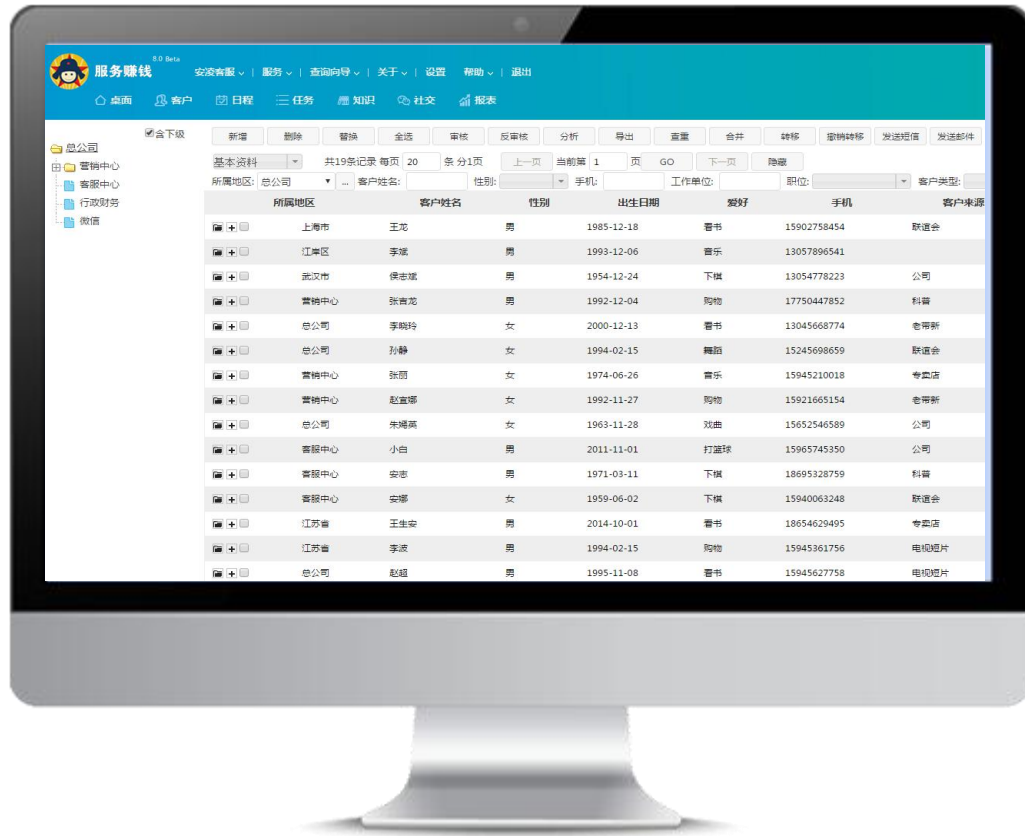 8.0 Beta
服务赚钱
安凌客服 | 服务 | 查询向导 | 关于 | 设置 帮助 | 退出
桌面 客户 日程 任务 知识 社交 报表
含下级
总公司
营销中心
客服中心
行政财务
微信
新增 删除 替换 全选 审核 反审核 分析 导出 查重 合并 转移 撤销转移 发送短信 发送邮件
基本资料 共19条记录 每页 20 条 分1页 上一页 当前第 1 页 GO 下一页 隐藏
所属地区: 总公司 ... 客户姓名: 性别: 手机: 工作单位: 职位: 客户类型:
所属地区 客户姓名 性别 出生日期 爱好 手机 客户来源
上海市 王龙 男 1985-12-18 看书 15902758454 联谊会
江岸区 李斌 男 1993-12-06 音乐 13057896541
武汉市 侯志斌 男 1954-12-24 下棋 13054778223 公司
营销中心 张吉龙 男 1992-12-04 购物 17750447852 科普
总公司 李晓玲 女 2000-12-13 看书 13045668774 老带新
总公司 孙静 女 1994-02-15 舞蹈 15245698659 联谊会
营销中心 张丽 女 1974-06-26 音乐 15945210018 专卖店
营销中心 赵宜娜 女 1992-11-27 购物 15921665154 老带新
总公司 朱 英 女 1963-11-28 戏曲 15652546589 公司
客服中心 小白 男 2011-11-01 打篮球 15965745350 公司
客服中心 安志 男 1971-03-11 下棋 18695328759 科普
客服中心 安娜 女 1959-06-02 下棋 15940063248 联谊会
江苏省 王生安 男 2014-10-01 看书 18654629495 专卖店
江苏省 李波 男 1994-02-15 购物 15945361756 电视短片
总公司 赵超 男 1995-11-08 看书 15945627758 电视短片